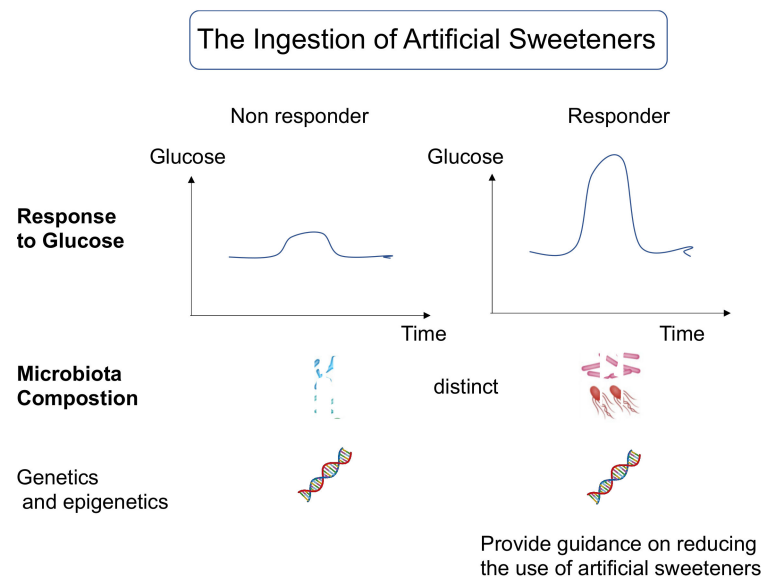 The Ingestion of Artificial Sweeteners
Non responder
Responder
Glucose
Glucose
Response
to Glucose
Time
Time
Microbiota
Compostion
distinct
Genetics
and epigenetics
Provide guidance on reducing
the use of artificial sweeteners